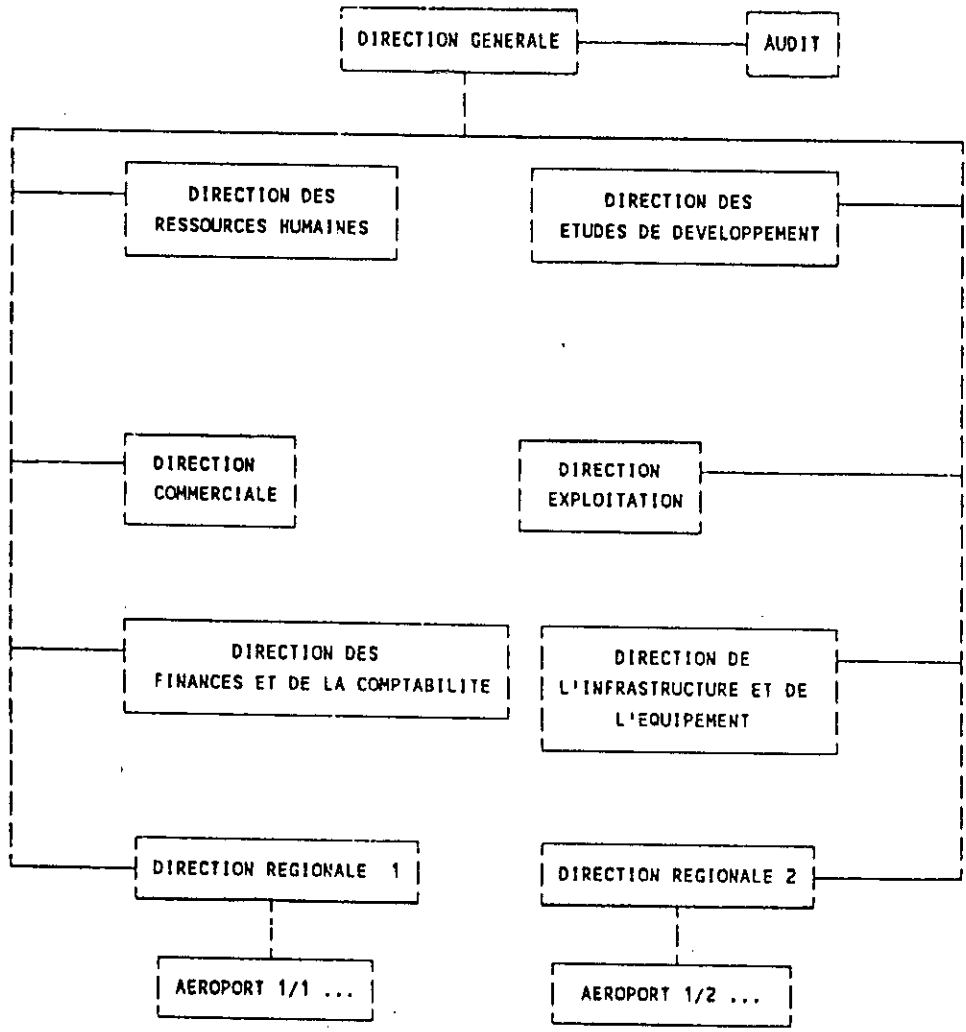 DIRECTION GENERALE
AUDIT
DIRECTION DES
RESSOURCES HUMAINES
DIRECTION DES
ETUDES DE DEVELOPPEMENT
DIRECTION
COMMERCIALE
DIRECTION
EXPLOITATION
DIRECTION DES
FINANCES ET DE LA COMPTABILITE
DIRECTION DE
L'INFRASTRUCTURE ET DE
L'EQUIPEMENT
DIRECTION REGIONALE 1
DIRECTION REGIONALE 2
AEROPORT 1/1 ...
AEROPORT 1/2 ...